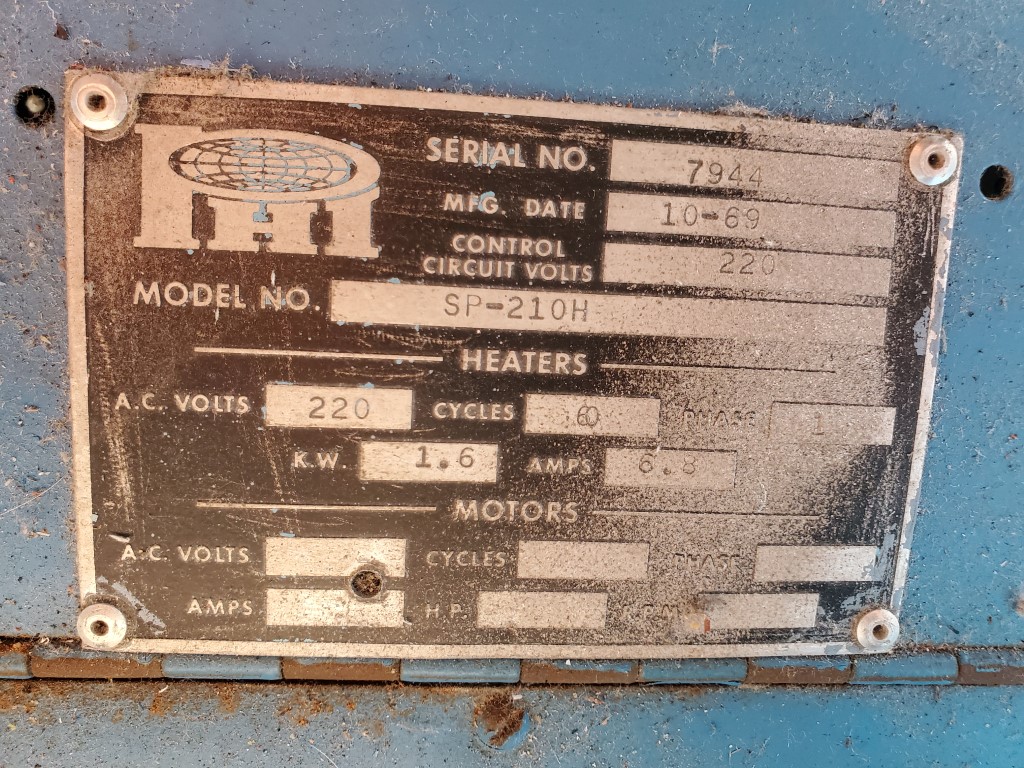 SERIAL NO. 7944
MFG. DATE 10-69
CONTROL
CIRCUIT VOLTS 220
MODEL NO. SP-210H
HEATERS
A.C. VOLTS 220 CYCLES 60 PHASE 1
K.W. 1.6 AMPS 6.8
MOTORS
A.C. VOLTS CYCLES PHASE
AMPS H.P.